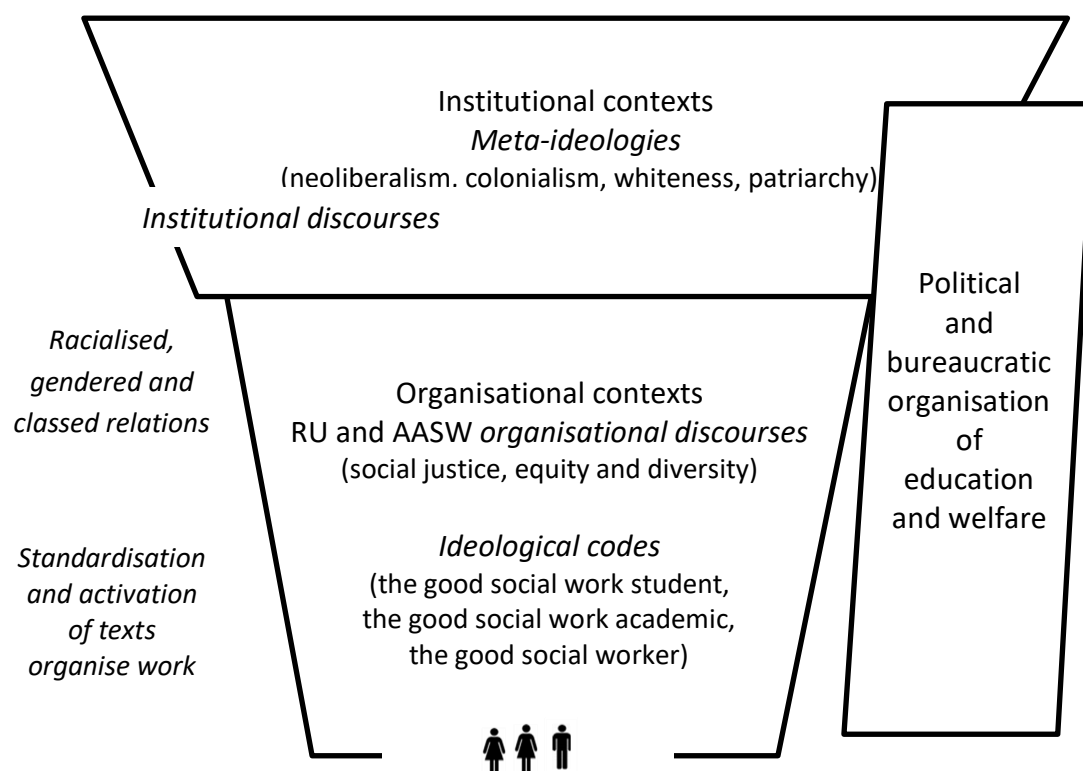 Institutional contexts
Meta-ideologies
(neoliberalism, colonialism, whiteness, patriarchy)
Institutional discourses
Racialised,
gendered and
classed relations
Organisational contexts
RU and AASW organisational discourses
(social justice, equity and diversity)
Standardisation
and activation
of texts
organise work
Ideological codes
(the good social work student,
the good social work academic,
the good social worker)
Political
and
bureaucratic
organisation
of
education
and welfare